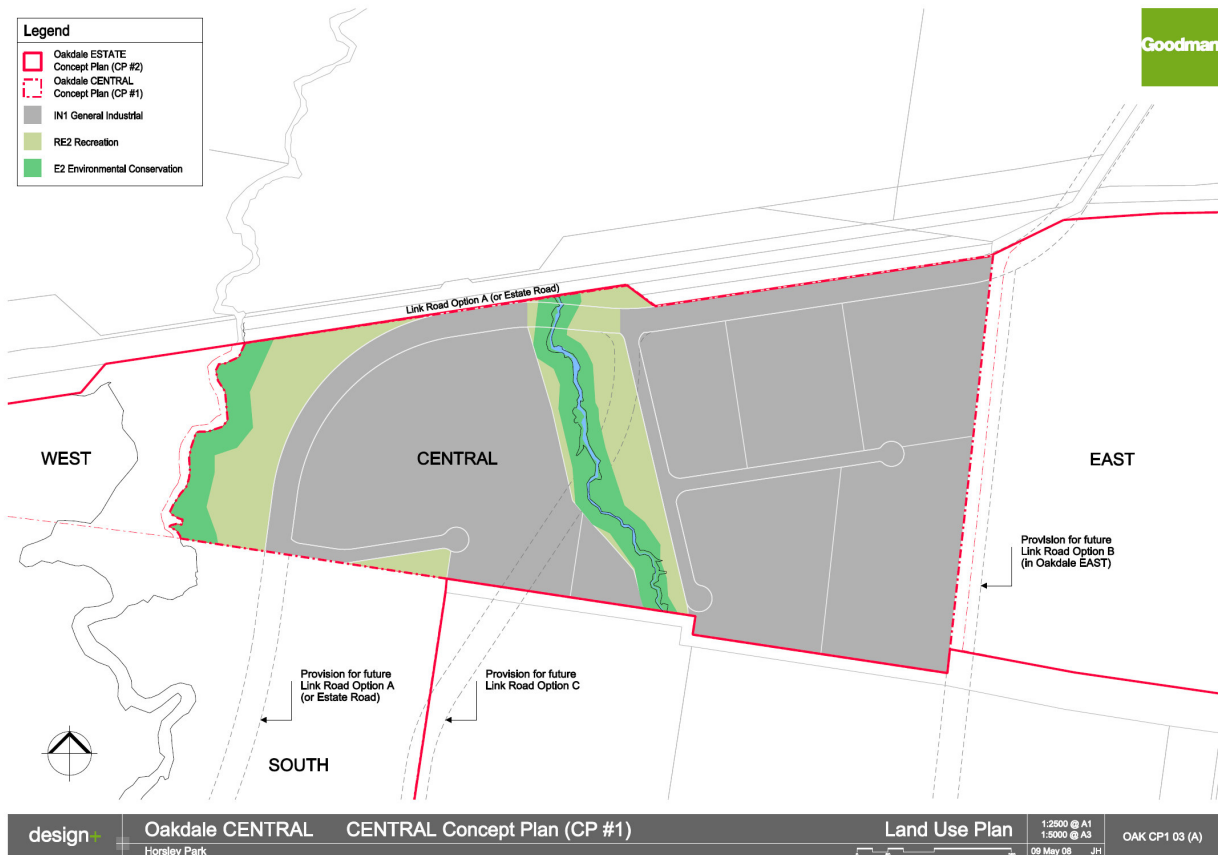 Legend
Oakdale ESTATE
Concept Plan (CP #2)
Oakdale CENTRAL
Concept Plan (CP #1)
IN1 General Industrial
RE2 Recreation
E2 Environmental Conservation
Goodman
Link Road Option A (or Estate Road)
WEST
CENTRAL
EAST
Provision for future
Link Road Option B
(in Oakdale EAST)
Provision for future
Link Road Option A
(or Estate Road)
Provision for future
Link Road Option C
SOUTH
design+
Oakdale CENTRAL CENTRAL Concept Plan (CP #1)
Horsley Park
Land Use Plan
1:2500 @ A1
1:5000 @ A3
09 May 08 JH
OAK CP1 03 (A)